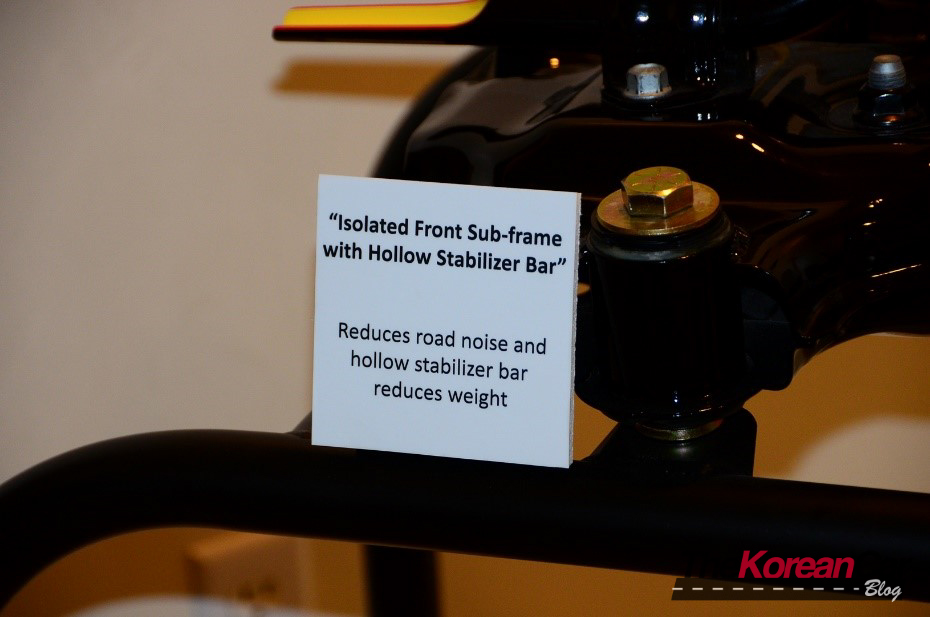 “Isolated Front Sub-frame
with Hollow Stabilizer Bar”
Reduces road noise and
hollow stabilizer bar
reduces weight
Korean
Blog